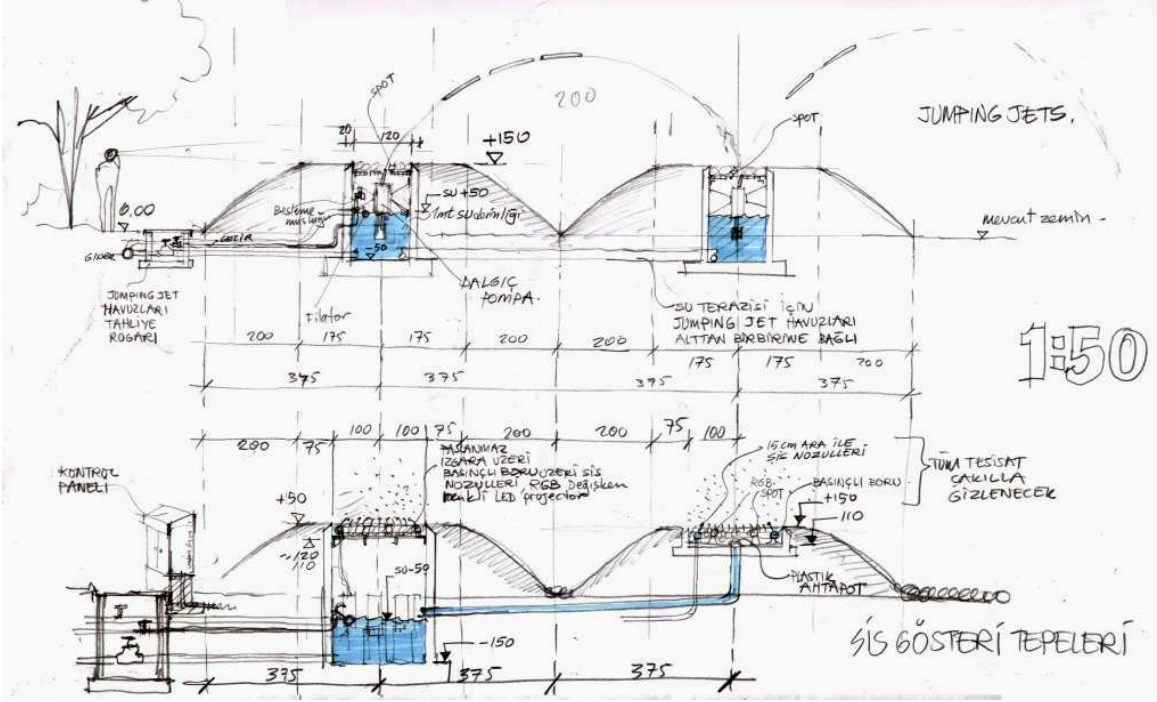 SPOT
200
20
120
+150
SPOT
JUMPING JETS.
0.00
Besleme
musluğu
SU +50
1mt su derinliği
mevcut zemin -
GİDER
-50
DALGIÇ
POMPA.
JUMPING JET
HAVUZLARI
TAHLİYE
ROGARI
SU TERAZİSİ İÇİN
JUMPING JET HAVUZLARI
ALTTAN BİRBİRİNE BAĞLI
200
175
175
200
200
175
175
200
375
375
375
375
1:50
200
75
100
100
75
200
200
75
100
PASLANMAZ
IZGARA ÜZERİ
BASINÇLI BORU ÜZERİ SİS
NOZULLERİ, RGB Değişken
renkli LED projector
15 cm ARA İLE
SİS NOZULLERİ
RGB
SPOT
BASINÇLI BORU
TÜM TESİSAT
ÇAKILLA
GİZLENECEK
KONTROL
PANELİ
+50
+150
110
SU-50
PLASTİK
AHTAPOT
-150
SİS GÖSTERİ TEPELERİ
375
375
375